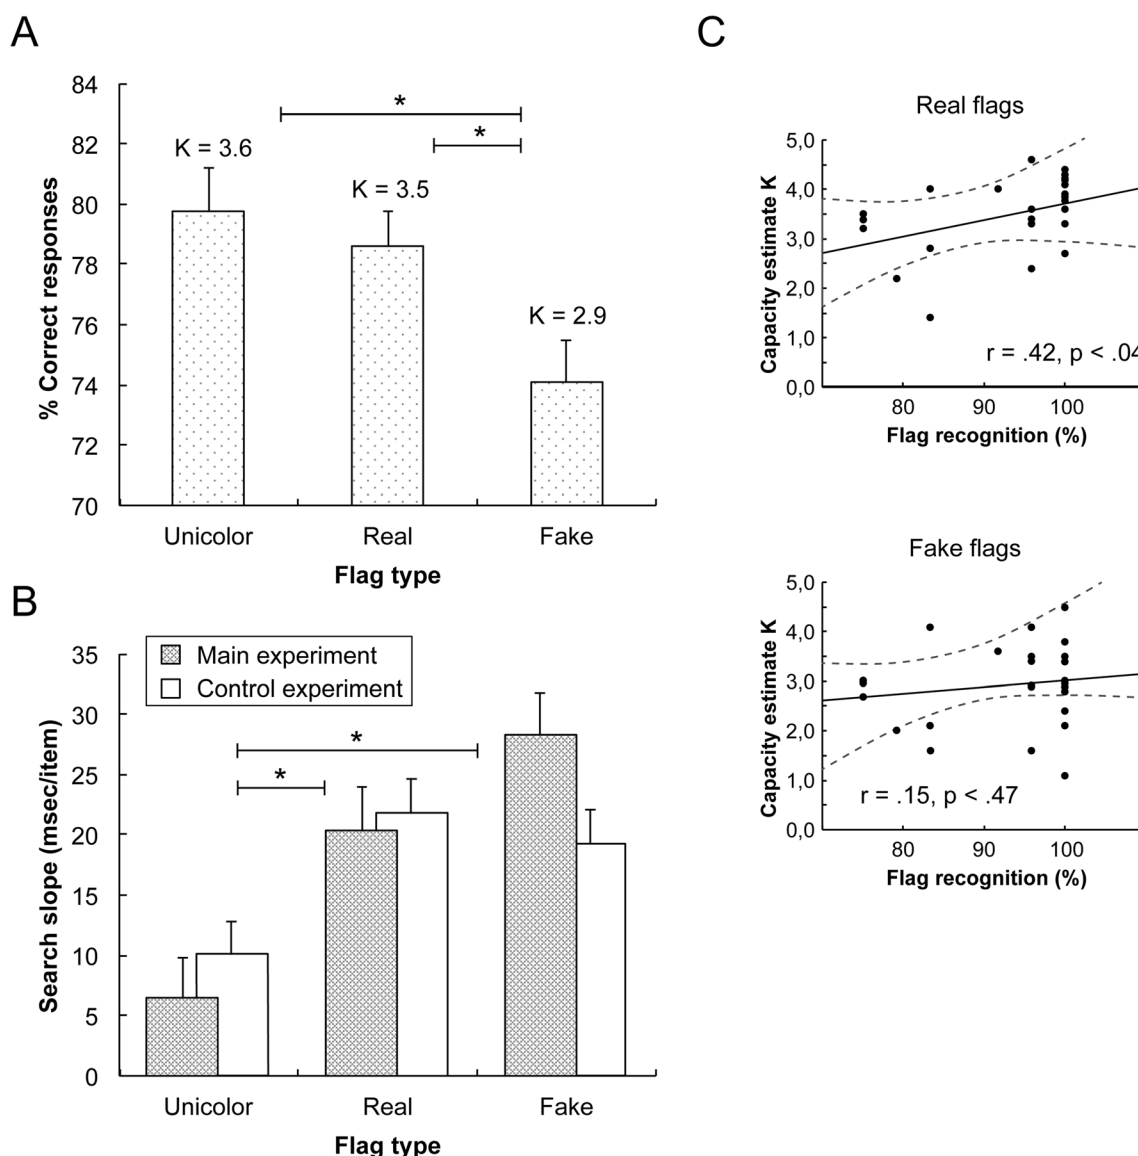 A
84
82
80
78
76
74
72
70
% Correct responses
K = 3.6
K = 3.5
K = 2.9
*
*
Unicolor
Real
Fake
Flag type
B
35
30
25
20
15
10
5
0
Search slope (msec/item)
Main experiment
Control experiment
*
*
Unicolor
Real
Fake
Flag type
C
Real flags
5,0
4,0
3,0
2,0
1,0
0,0
Capacity estimate K
r = .42, p < .04
80
90
100
Flag recognition (%)
Fake flags
5,0
4,0
3,0
2,0
1,0
0,0
Capacity estimate K
r = .15, p < .47
80
90
100
Flag recognition (%)